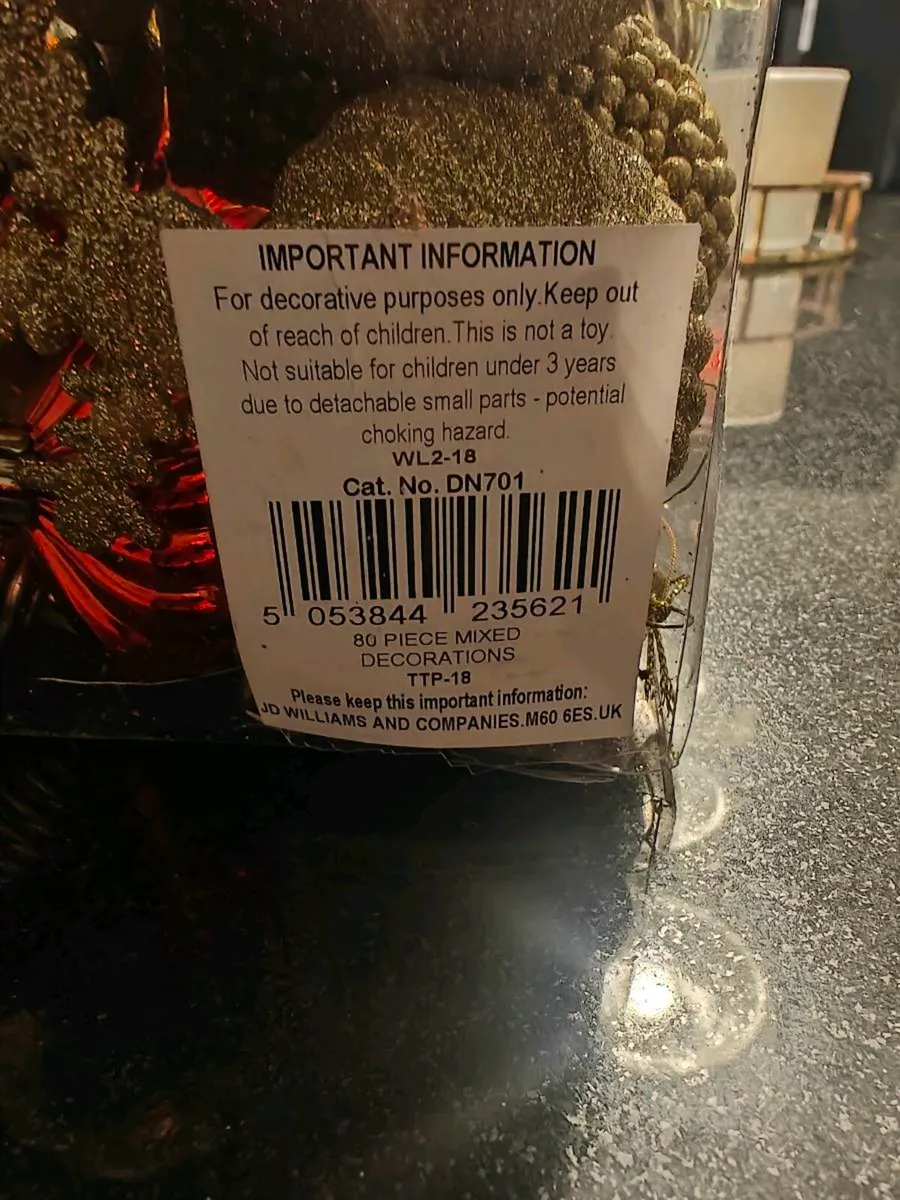 IMPORTANT INFORMATION
For decorative purposes only.Keep out
of reach of children.This is not a toy.
Not suitable for children under 3 years
due to detachable small parts - potential
choking hazard.
WL2-18
Cat. No. DN701
5 053844 235621
80 PIECE MIXED
DECORATIONS
TTP-18
Please keep this important information:
JD WILLIAMS AND COMPANIES.M60 6ES.UK